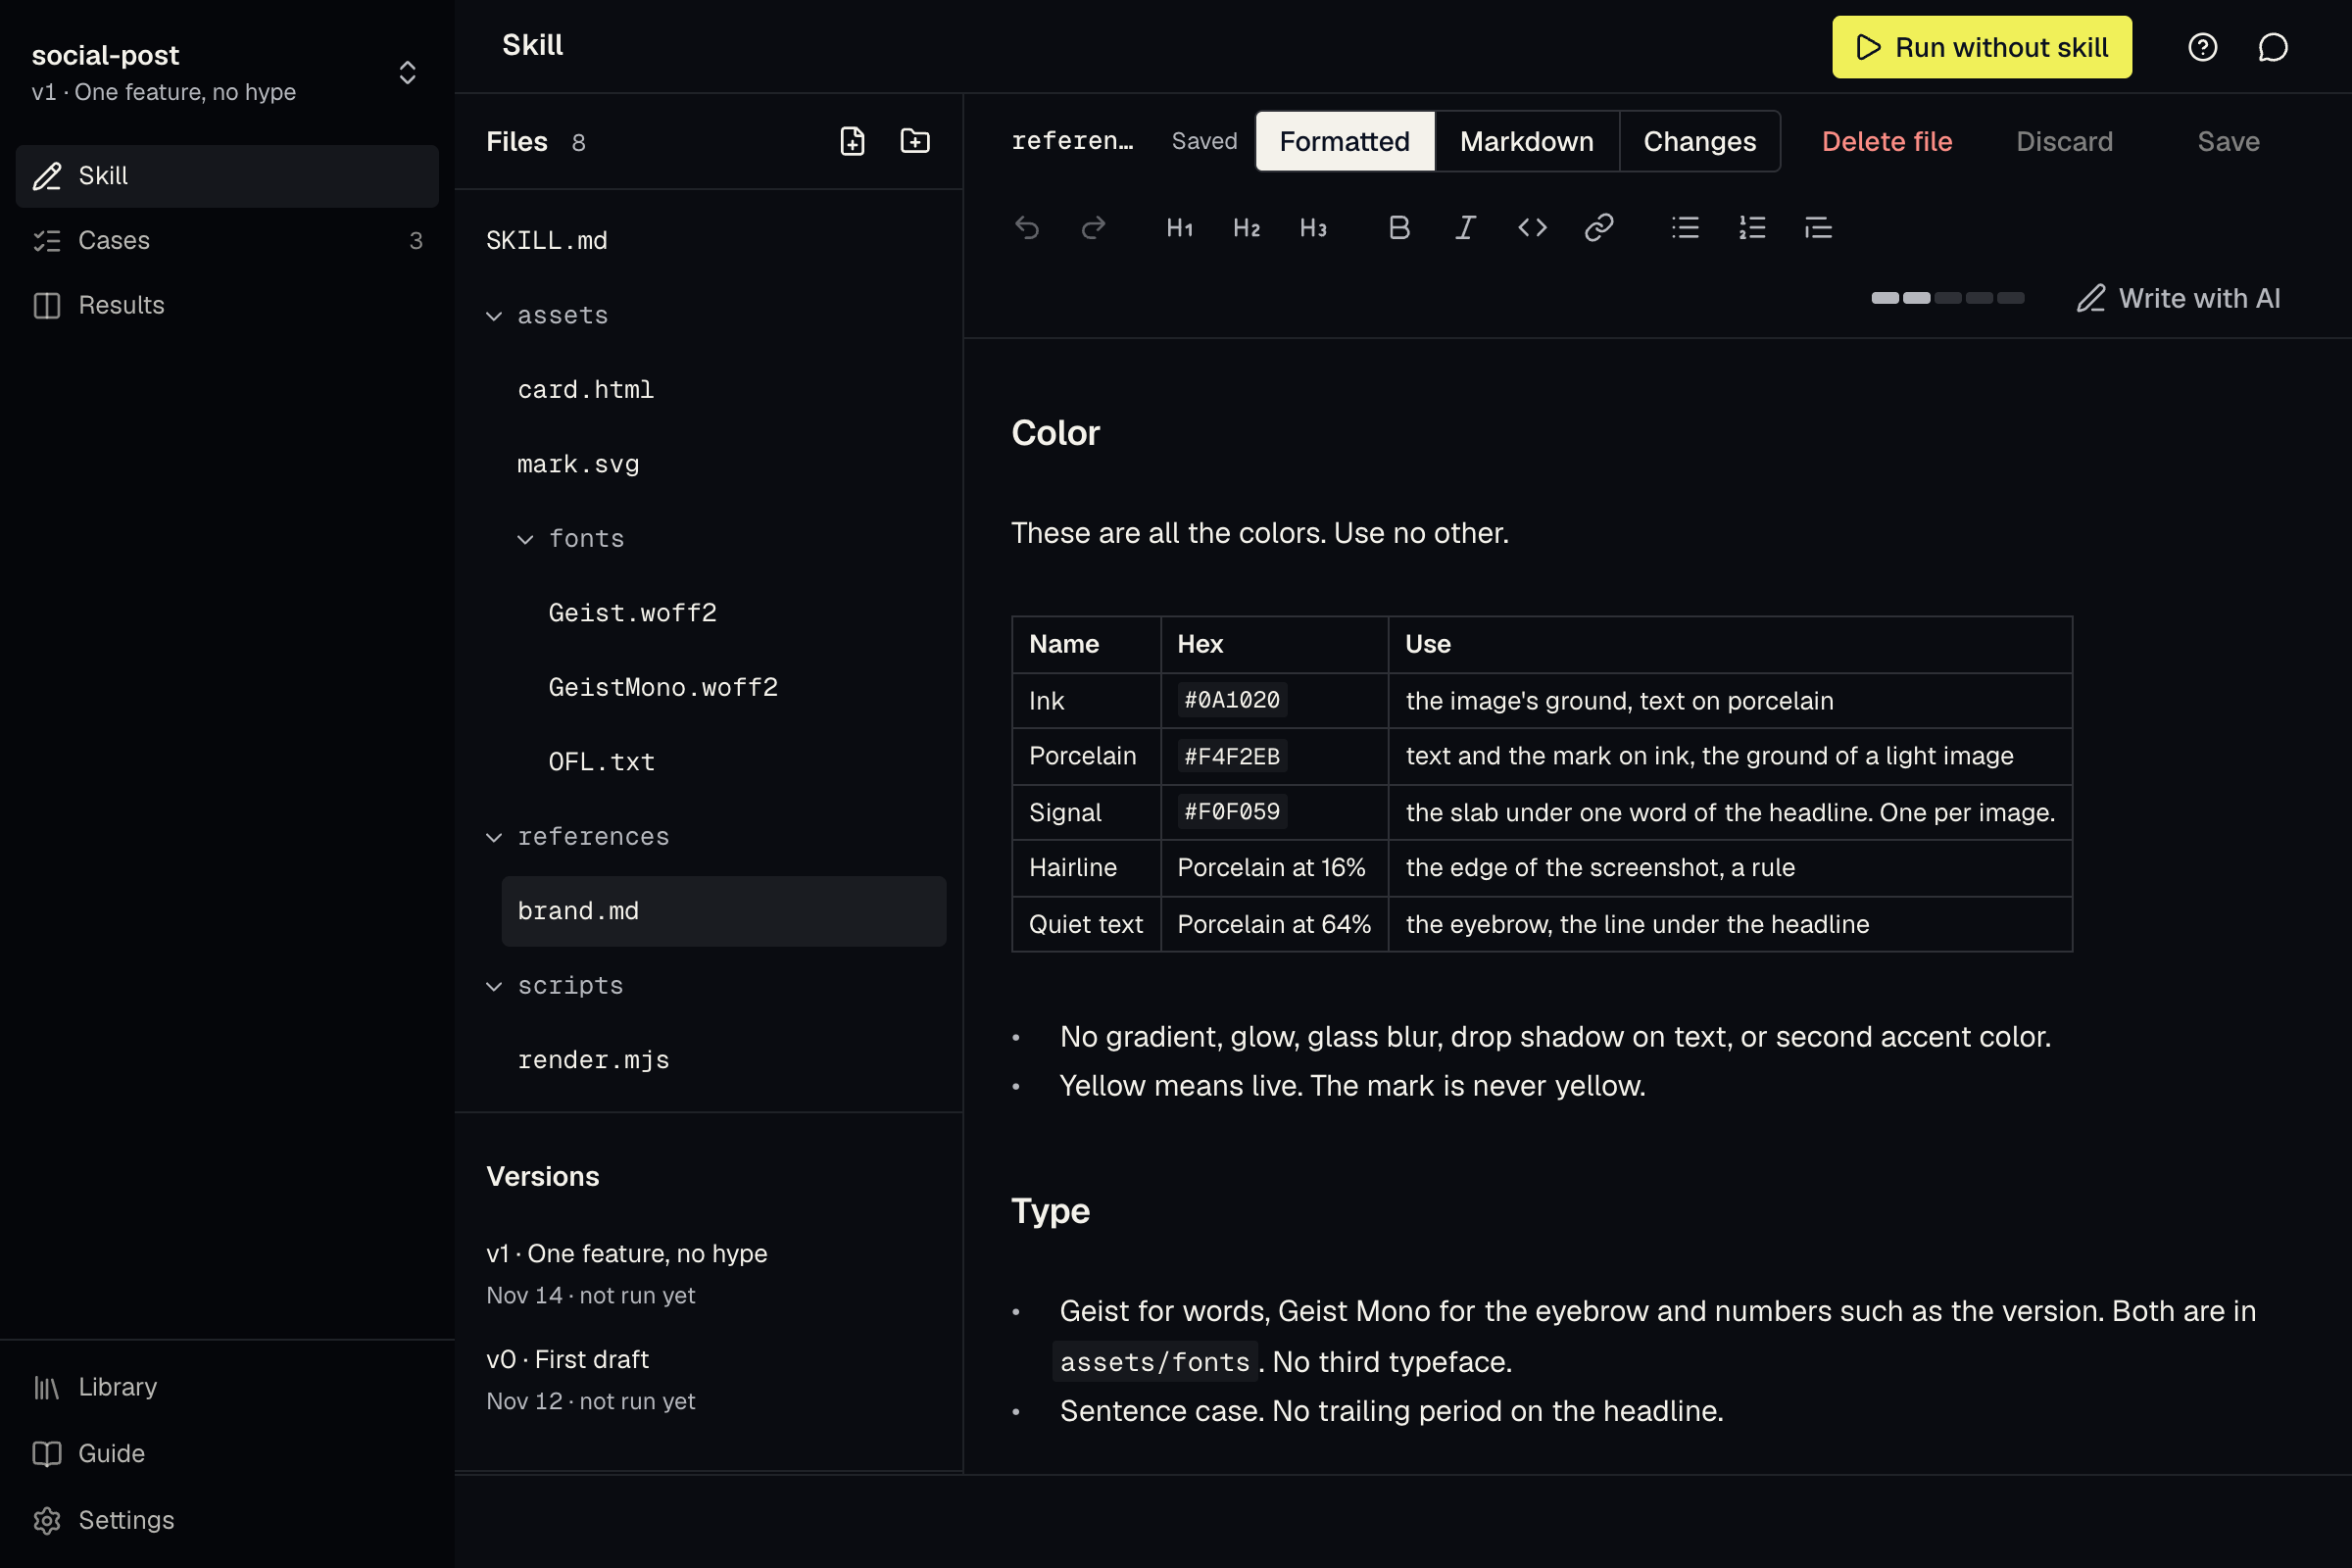 social-post
v1 · One feature, no hype
Skill
Cases 3
Results
Library
Guide
Settings
Skill
Run without skill
Files 8
SKILL.md
assets
card.html
mark.svg
fonts
Geist.woff2
GeistMono.woff2
OFL.txt
references
brand.md
scripts
render.mjs
Versions
v1 · One feature, no hype
Nov 14 · not run yet
v0 · First draft
Nov 12 · not run yet
referen… Saved Formatted Markdown Changes Delete file Discard Save
H1 H2 H3 B I
Write with AI
Color
These are all the colors. Use no other.
Name Hex Use
Ink #0A1020 the image's ground, text on porcelain
Porcelain #F4F2EB text and the mark on ink, the ground of a light image
Signal #F0F059 the slab under one word of the headline. One per image.
Hairline Porcelain at 16% the edge of the screenshot, a rule
Quiet text Porcelain at 64% the eyebrow, the line under the headline
• No gradient, glow, glass blur, drop shadow on text, or second accent color.
• Yellow means live. The mark is never yellow.
Type
• Geist for words, Geist Mono for the eyebrow and numbers such as the version. Both are in
assets/fonts. No third typeface.
• Sentence case. No trailing period on the headline.